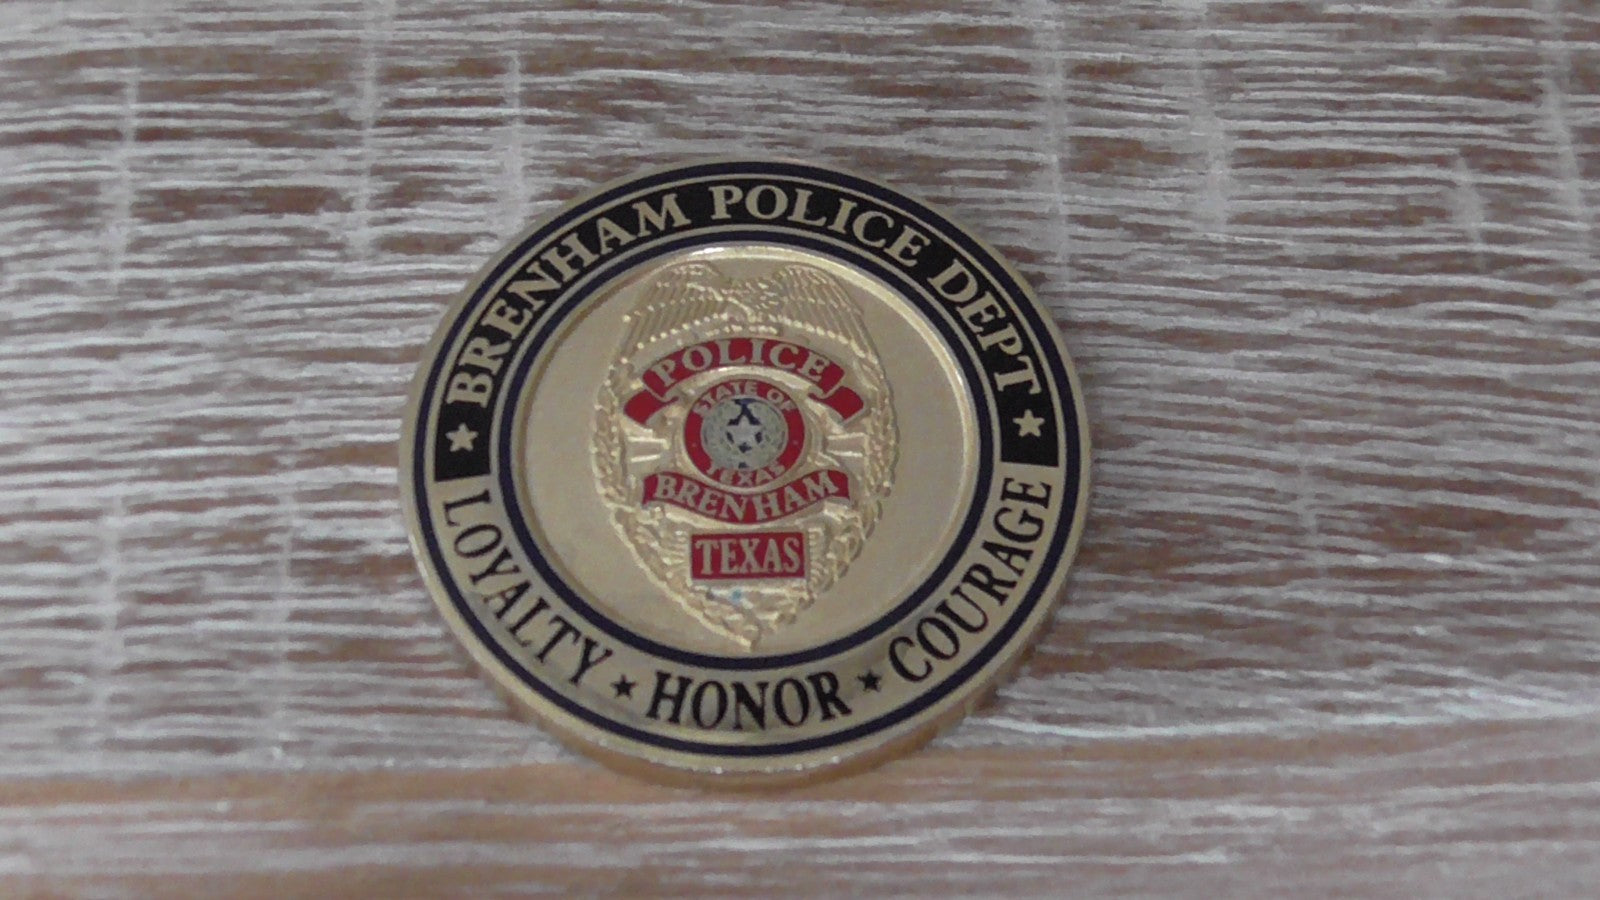 BRENHAM POLICE DEPT
POLICE
STATE OF
TEXAS
BRENHAM
TEXAS
LOYALTY ★ HONOR ★ COURAGE